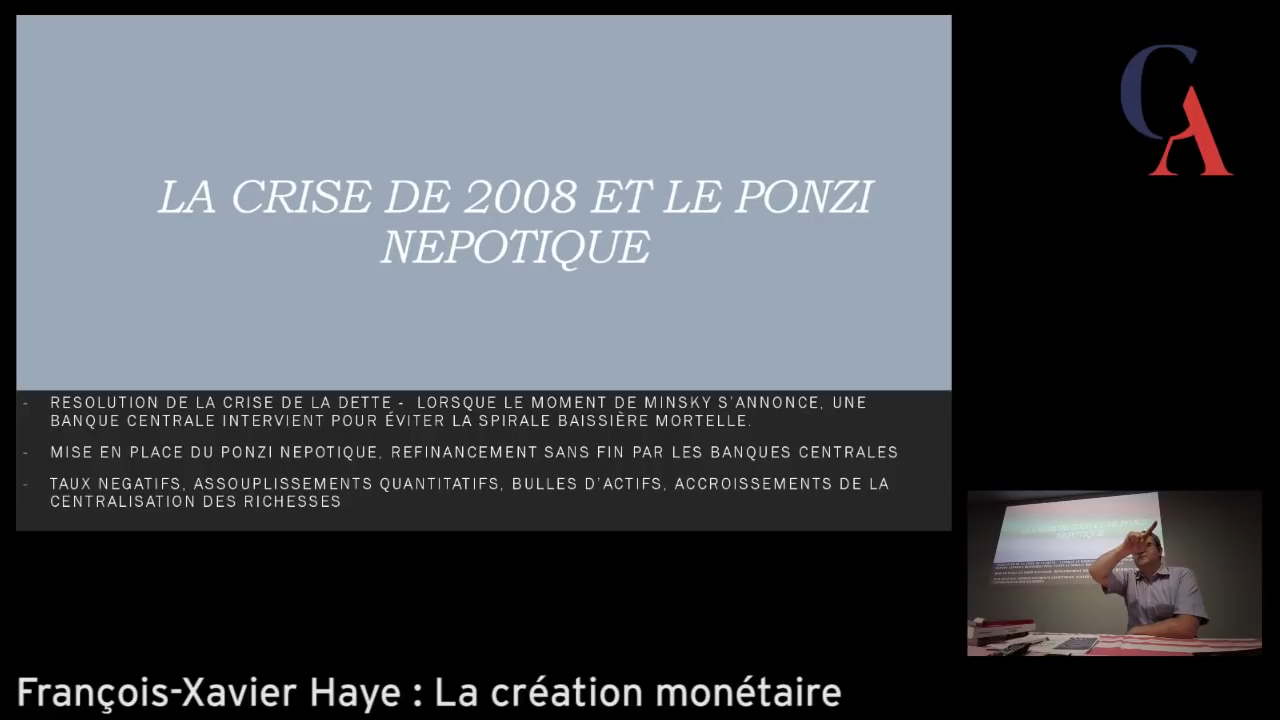 CA
LA CRISE DE 2008 ET LE PONZI
NEPOTIQUE
- RESOLUTION DE LA CRISE DE LA DETTE - LORSQUE LE MOMENT DE MINSKY S'ANNONCE, UNE
BANQUE CENTRALE INTERVIENT POUR ÉVITER LA SPIRALE BAISSIÈRE MORTELLE.
- MISE EN PLACE DU PONZI NEPOTIQUE, REFINANCEMENT SANS FIN PAR LES BANQUES CENTRALES
- TAUX NEGATIFS, ASSOUPLISSEMENTS QUANTITATIFS, BULLES D'ACTIFS, ACCROISSEMENTS DE LA
CENTRALISATION DES RICHESSES
François-Xavier Haye : La création monétaire